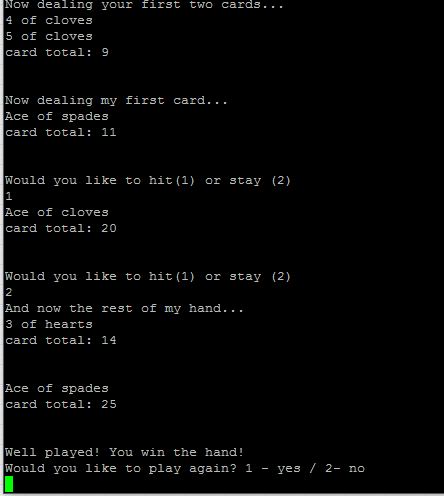 Now dealing your first two cards...
4 of cloves
5 of cloves
card total: 9
Now dealing my first card...
Ace of spades
card total: 11
Would you like to hit(1) or stay (2)
1
Ace of cloves
card total: 20
Would you like to hit(1) or stay (2)
2
And now the rest of my hand...
3 of hearts
card total: 14
Ace of spades
card total: 25
Well played! You win the hand!
Would you like to play again? 1 - yes / 2- no